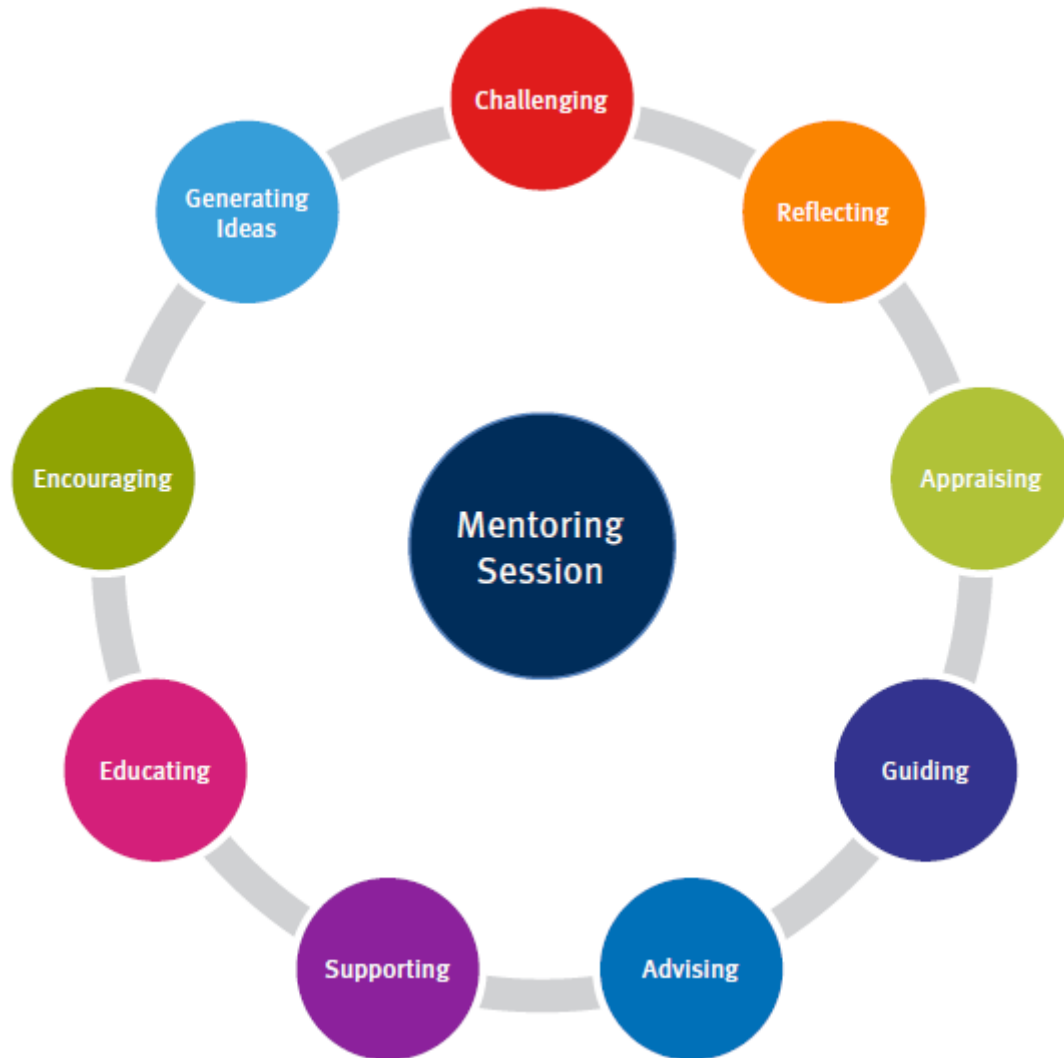 Challenging
Reflecting
Appraising
Guiding
Advising
Supporting
Educating
Encouraging
Generating
Ideas
Mentoring
Session